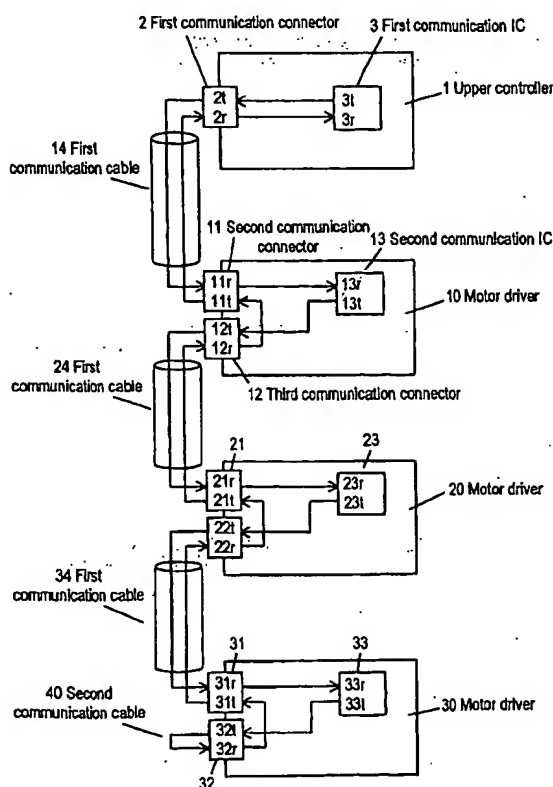 2 First communication connector
3 First communication IC
2t
2r
3t
3r
1 Upper controller
14 First
communication cable
11 Second communication
connector
13 Second communication IC
11r
11t
13r
13t
10 Motor driver
12t
12r
24 First
communication cable
12 Third communication connector
21
23
21r
21t
23r
23t
20 Motor driver
22t
22r
34 First
communication cable
31
33
31r
31t
33r
33t
40 Second
communication cable
30 Motor driver
32t
32r
32